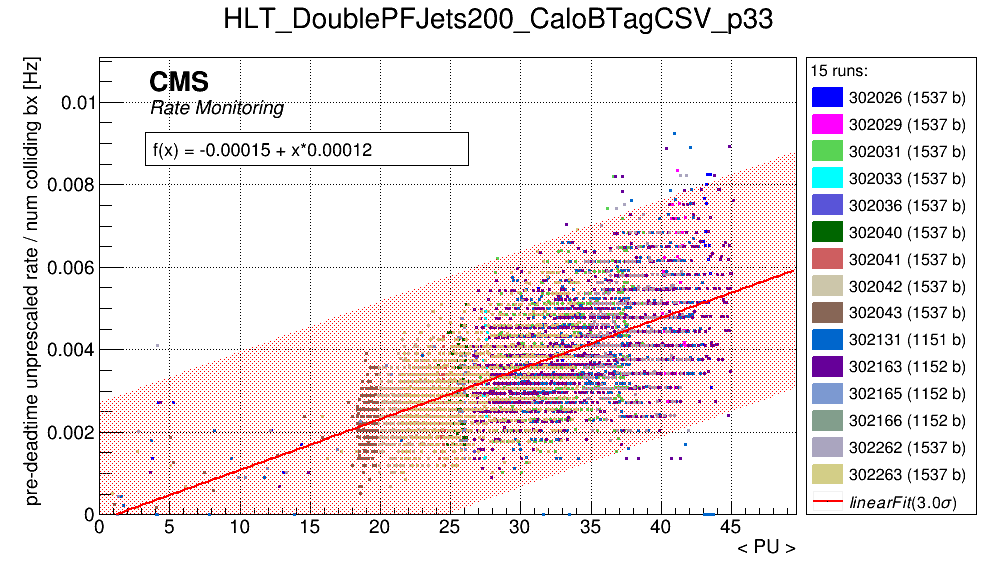 HLT_DoublePFJets200_CaloBTagCSV_p33
pre-deadtime unprescaled rate / num colliding bx [Hz]
CMS
Rate Monitoring
f(x) = -0.00015 + x*0.00012
0.01
0.008
0.006
0.004
0.002
0
0 5 10 15 20 25 30 35 40 45
< PU >
15 runs:
302026 (1537 b)
302029 (1537 b)
302031 (1537 b)
302033 (1537 b)
302036 (1537 b)
302040 (1537 b)
302041 (1537 b)
302042 (1537 b)
302043 (1537 b)
302131 (1151 b)
302163 (1152 b)
302165 (1152 b)
302166 (1152 b)
302262 (1537 b)
302263 (1537 b)
linearFit(3.0σ)